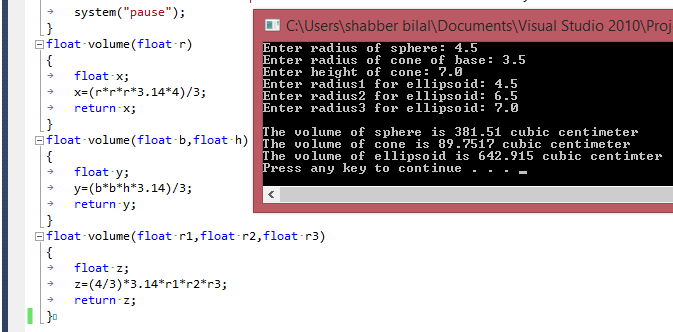 system("pause");
}
float volume(float r)
{
float x;
x=(r*r*r*3.14*4)/3;
return x;
}
float volume(float b,float h)
{
float y;
y=(b*b*h*3.14)/3;
return y;
}
float volume(float r1,float r2,float r3)
{
float z;
z=(4/3)*3.14*r1*r2*r3;
return z;
}
C:\Users\shabber bilal\Documents\Visual Studio 2010\Proj
Enter radius of sphere: 4.5
Enter radius of cone of base: 3.5
Enter height of cone: 7.0
Enter radius1 for ellipsoid: 4.5
Enter radius2 for ellipsoid: 6.5
Enter radius3 for ellipsoid: 7.0
The volume of sphere is 381.51 cubic centimeter
The volume of cone is 89.7517 cubic centimeter
The volume of ellipsoid is 642.915 cubic centimter
Press any key to continue . . .